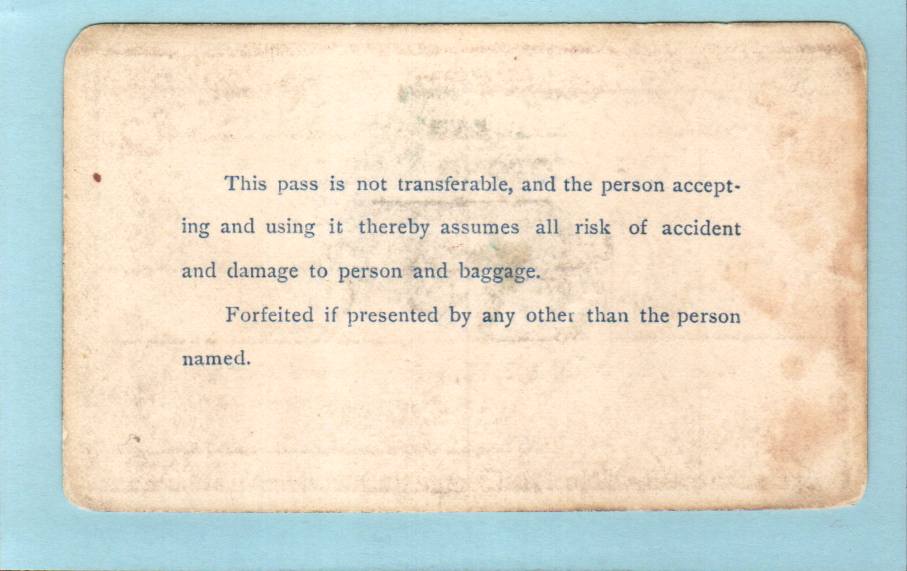 This pass is not transferable, and the person accept-
ing and using it thereby assumes all risk of accident
and damage to person and baggage.
Forfeited if presented by any other than the person
named.